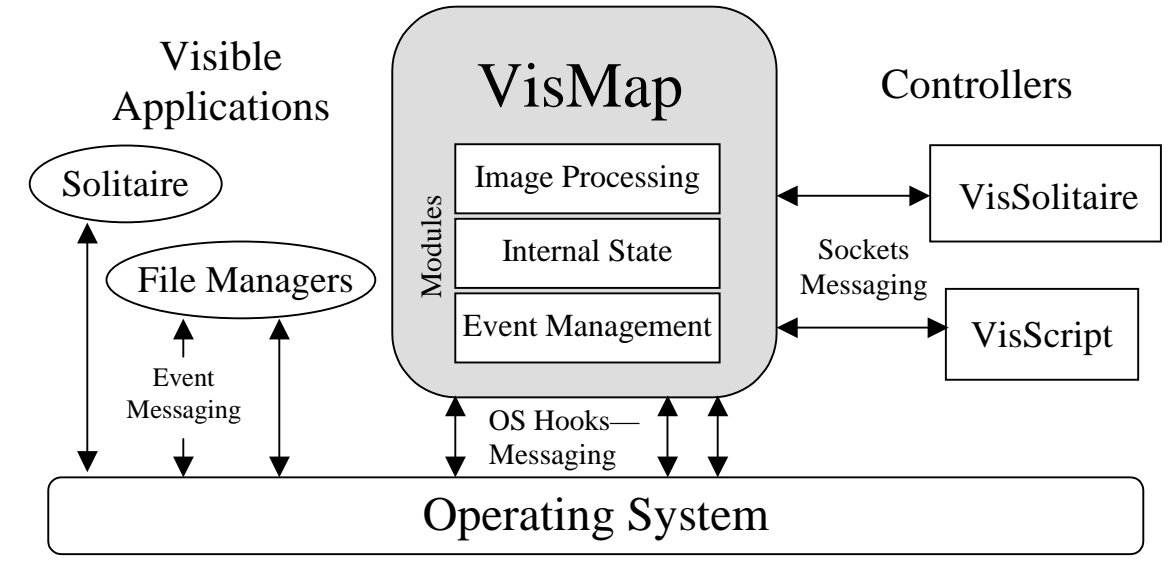 Visible
Applications
Solitaire
File Managers
Event
Messaging
VisMap
Modules
Image Processing
Internal State
Event Management
OS Hooks—
Messaging
Controllers
VisSolitaire
Sockets
Messaging
VisScript
Operating System